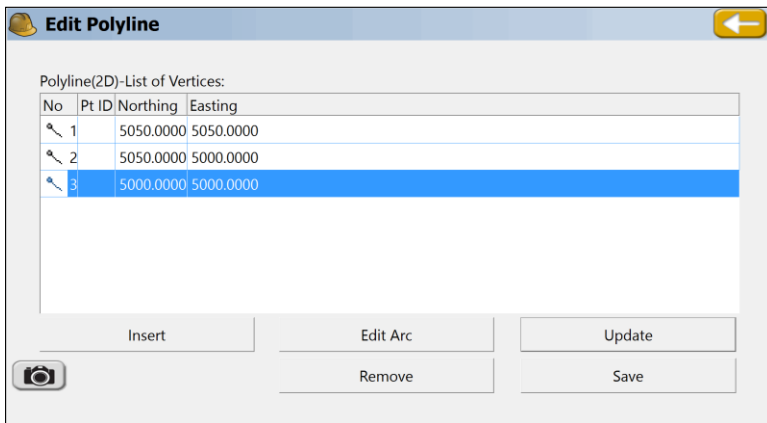 Edit Polyline
Polyline(2D)-List of Vertices:
No Pt ID Northing Easting
1 5050.0000 5050.0000
2 5050.0000 5000.0000
3 5000.0000 5000.0000
Insert Edit Arc Update
Remove Save